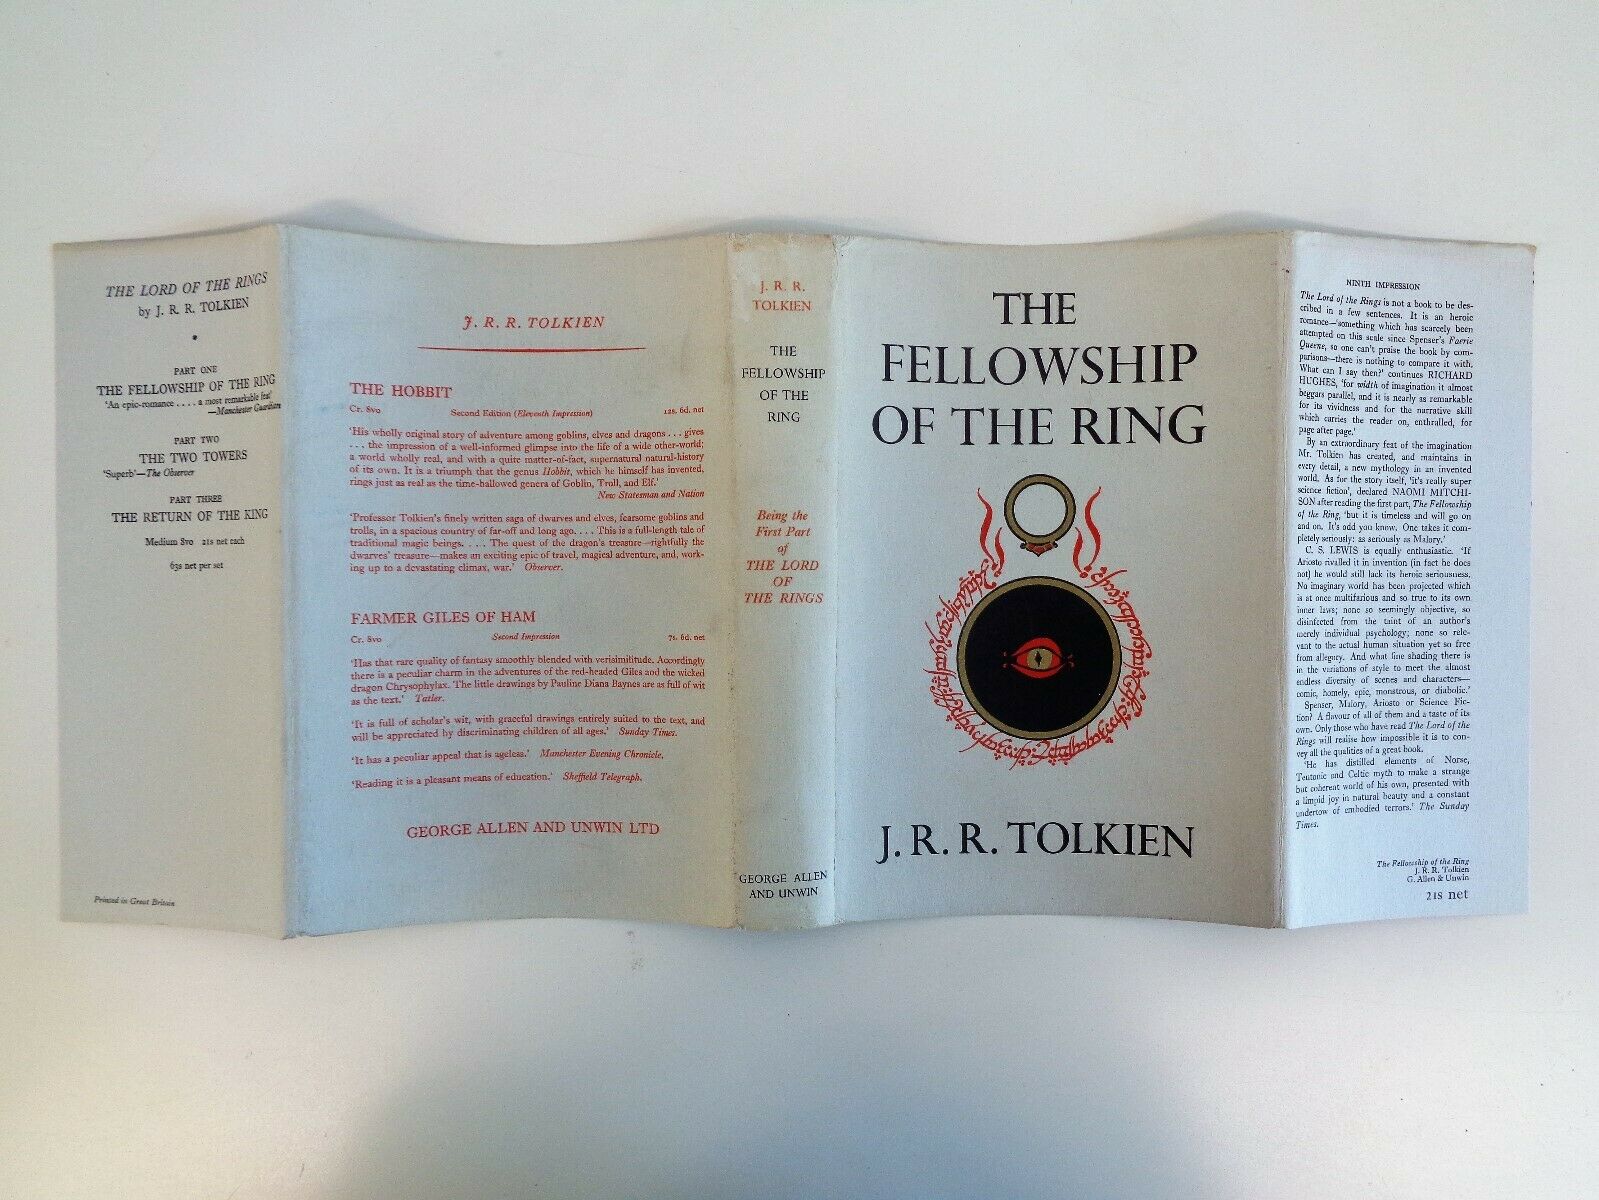 THE LORD OF THE RINGS
by J. R. R. TOLKIEN
PART ONE
THE FELLOWSHIP OF THE RING
'An epic-romance . . . . a most remarkable feat'
—Manchester Guardian
PART TWO
THE TWO TOWERS
'Superb'—The Observer
PART THREE
THE RETURN OF THE KING
Medium 8vo 21s net each
63s net per set
Printed in Great Britain
J. R. R. TOLKIEN
THE HOBBIT
Cr. 8vo Second Edition (Eleventh Impression) 12s. 6d. net
'His wholly original story of adventure among goblins, elves and dragons . . . gives
. . . the impression of a well-informed glimpse into the life of a wide other-world;
a world wholly real, and with a quite matter-of-fact, supernatural natural-history
of its own. It is a triumph that the genus Hobbit, which he himself has invented,
rings just as real as the time-hallowed genera of Goblin, Troll, and Elf.'
New Statesman and Nation
'Professor Tolkien's finely written saga of dwarves and elves, fearsome goblins and
trolls, in a spacious country of far-off and long ago. . . . This is a full-length tale of
traditional magic beings. . . . The quest of the dragon's treasure—rightfully the
dwarves' treasure—makes an exciting epic of travel, magical adventure, and, work-
ing up to a devastating climax, war.' Observer.
FARMER GILES OF HAM
Cr. 8vo Second Impression 7s. 6d. net
'Has that rare quality of fantasy smoothly blended with verisimilitude. Accordingly
there is a peculiar charm in the adventures of the red-headed Giles and the wicked
dragon Chrysophylax. The little drawings by Pauline Diana Baynes are as full of wit
as the text.' Tatler.
'It is full of scholar's wit, with graceful drawings entirely suited to the text, and
will be appreciated by discriminating children of all ages.' Sunday Times.
'It has a peculiar appeal that is ageless.' Manchester Evening Chronicle.
'Reading it is a pleasant means of education.' Sheffield Telegraph.
GEORGE ALLEN AND UNWIN LTD
J. R. R.
TOLKIEN
THE
FELLOWSHIP
OF THE
RING
Being the
First Part
of
THE LORD
OF
THE RINGS
GEORGE ALLEN
AND UNWIN
THE
FELLOWSHIP
OF THE RING
J. R. R. TOLKIEN
NINTH IMPRESSION
The Lord of the Rings is not a book to be des-
cribed in a few sentences. It is an heroic
romance—'something which has scarcely been
attempted on this scale since Spenser's Faerie
Queene, so one can't praise the book by com-
parisons—there is nothing to compare it with.
What can I say then?' continues RICHARD
HUGHES, 'for width of imagination it almost
beggars parallel, and it is nearly as remarkable
for its vividness and for the narrative skill
which carries the reader on, enthralled, for
page after page.'
By an extraordinary feat of the imagination
Mr. Tolkien has created, and maintains in
every detail, a new mythology in an invented
world. As for the story itself, 'it's really super
science fiction', declared NAOMI MITCHI-
SON after reading the first part, The Fellowship
of the Ring, 'but it is timeless and will go on
and on. It's odd you know. One takes it com-
pletely seriously: as seriously as Malory.'
C. S. LEWIS is equally enthusiastic. 'If
Ariosto rivalled it in invention (in fact he does
not) he would still lack its heroic seriousness.
No imaginary world has been projected which
is at once multifarious and so true to its own
inner laws; none so seemingly objective, so
disinfected from the taint of an author's
merely individual psychology; none so rele-
vant to the actual human situation yet so free
from allegory. And what fine shading there is
in the variations of style to meet the almost
endless diversity of scenes and characters—
comic, homely, epic, monstrous, or diabolic.'
Spenser, Malory, Ariosto or Science Fic-
tion? A flavour of all of them and a taste of its
own. Only those who have read The Lord of the
Rings will realise how impossible it is to con-
vey all the qualities of a great book.
'He has distilled elements of Norse,
Teutonic and Celtic myth to make a strange
but coherent world of his own, presented with
a limpid joy in natural beauty and a constant
undertow of embodied terrors.' The Sunday
Times.
The Fellowship of the Ring
J. R. R. Tolkien
G. Allen & Unwin
21s net